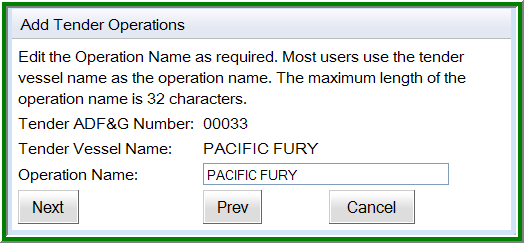 Add Tender Operations
Edit the Operation Name as required. Most users use the tender
vessel name as the operation name. The maximum length of the
operation name is 32 characters.
Tender ADF&G Number: 00033
Tender Vessel Name: PACIFIC FURY
Operation Name: PACIFIC FURY
Next Prev Cancel